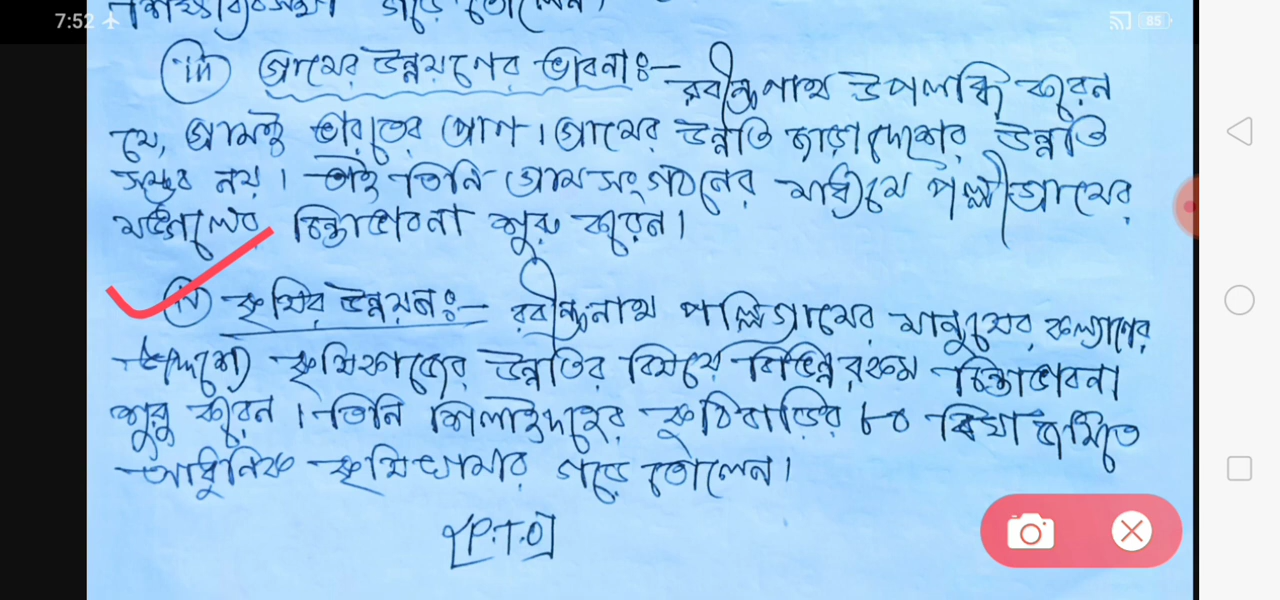 7:52
85
গড়ে তোলেন।
(iii) গ্রামের উন্নয়ণের ভাবনাঃ— রবীন্দ্রণাথ উপলব্ধি করেন
যে, গ্রামই ভারতের প্রাণ। গ্রামের উন্নতি ছাড়া দেশের উন্নতি
সম্ভব নয়। তাই তিনি গ্রাম সংগঠনের মাধ্যমে পল্লীগ্রামের
মঙ্গলের চিন্তাভাবনা শুরু করেন।
(iv) কৃষির উন্নয়নঃ— রবীন্দ্রনাথ পল্লিগ্রামের মানুষের কল্যাণের
উদ্দেশ্যে কৃষিকাজের উন্নতির বিষয়ে বিভিন্ন রকম চিন্তাভাবনা
শুরু করেন। তিনি শিলাইদহের কুঠিবাড়ির ৮০ বিঘা জমিতে
আধুনিক কৃষিখামার গড়ে তোলেন।
[P.T.O]